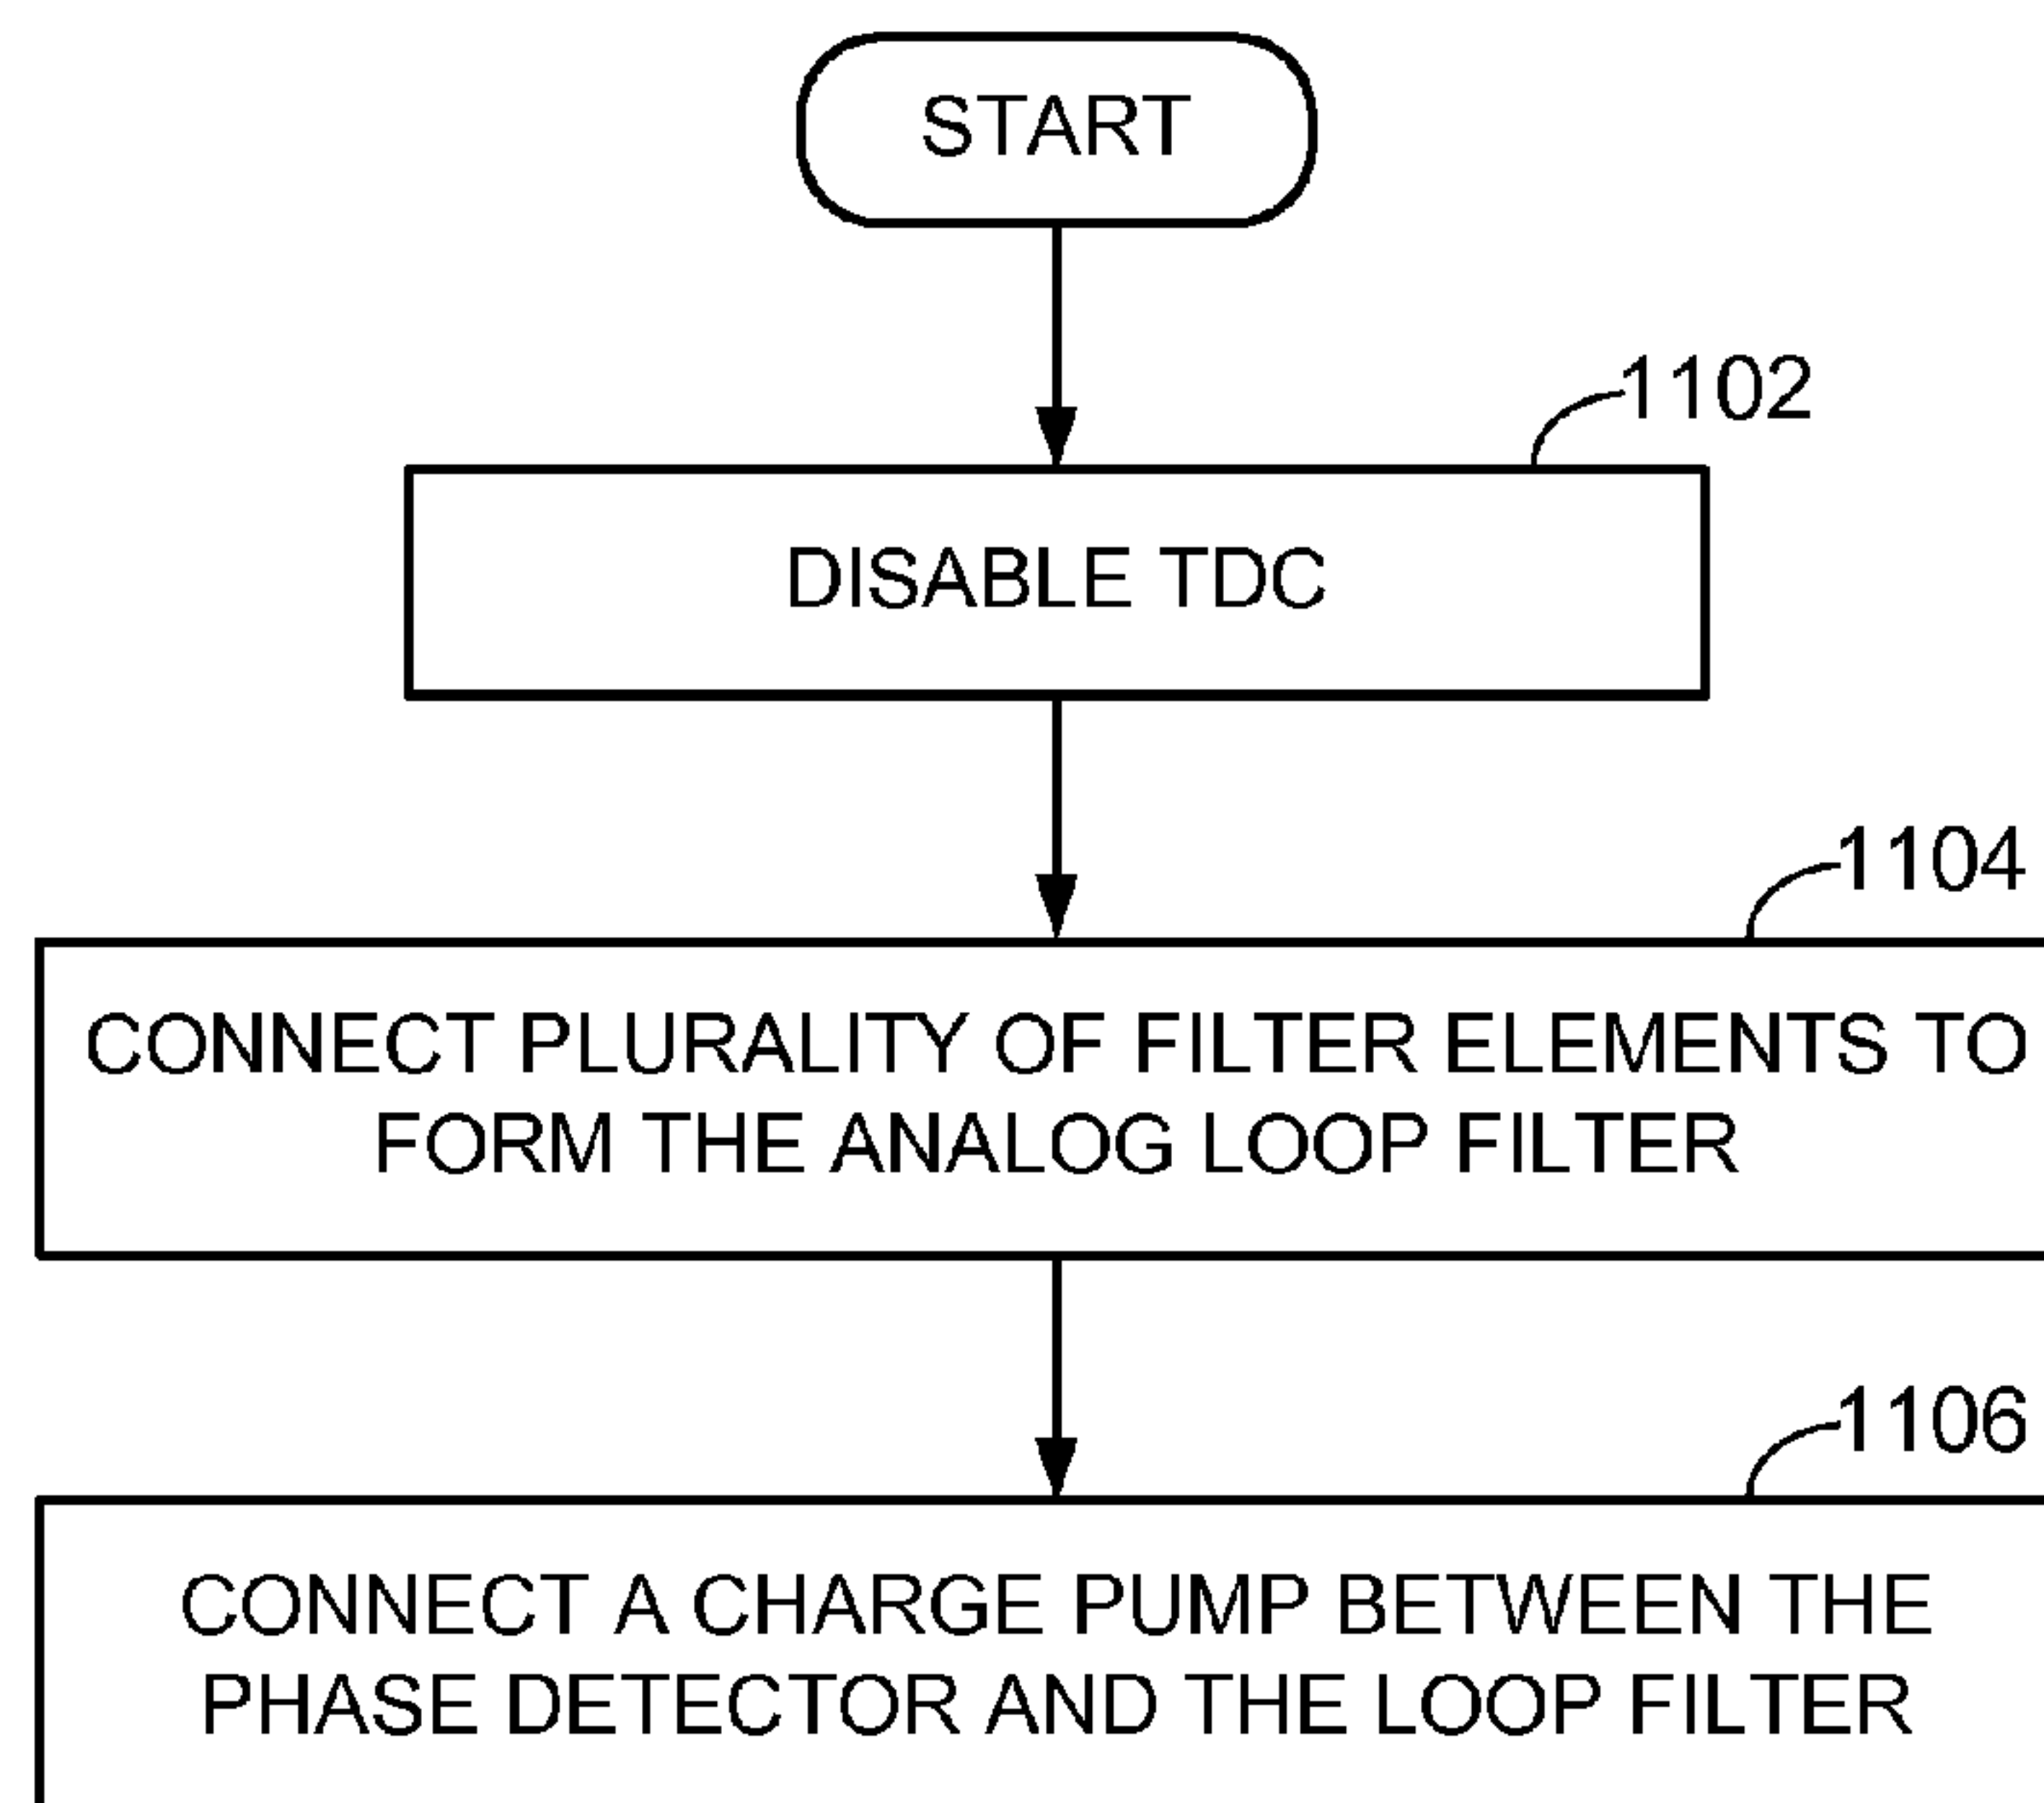 START
1102
DISABLE TDC
1104
CONNECT PLURALITY OF FILTER ELEMENTS TO
FORM THE ANALOG LOOP FILTER
1106
CONNECT A CHARGE PUMP BETWEEN THE
PHASE DETECTOR AND THE LOOP FILTER